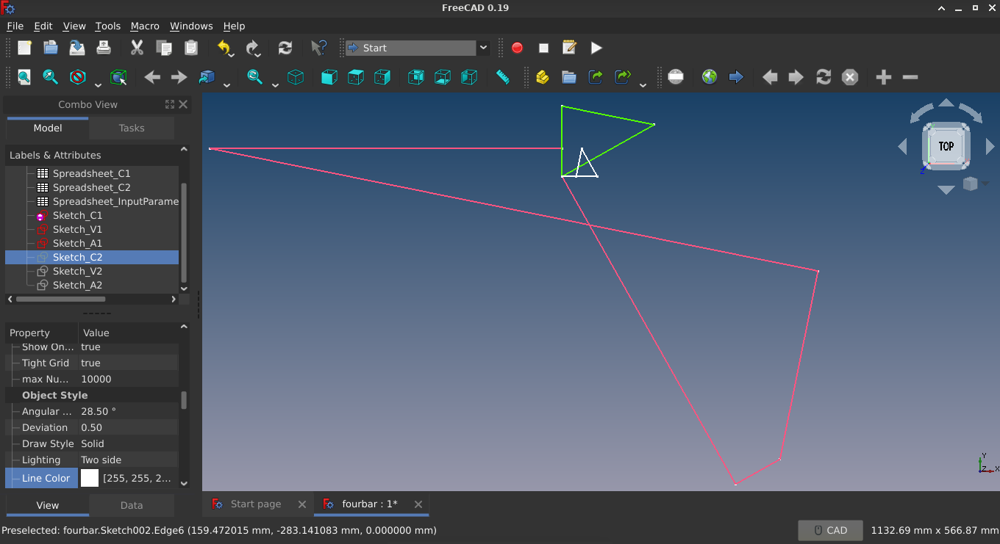 FreeCAD 0.19
File Edit View Tools Macro Windows Help
Start
Combo View
Model Tasks
Labels & Attributes
Spreadsheet_C1
Spreadsheet_C2
Spreadsheet_InputParame
Sketch_C1
Sketch_V1
Sketch_A1
Sketch_C2
Sketch_V2
Sketch_A2
Property Value
Show On... true
Tight Grid true
max Nu... 10000
Object Style
Angular ... 28.50 °
Deviation 0.50
Draw Style Solid
Lighting Two side
Line Color [255, 255, 2...
View Data
TOP
Z
Y
Z X
Start page
fourbar : 1*
Preselected: fourbar.Sketch002.Edge6 (159.472015 mm, -283.141083 mm, 0.000000 mm)
CAD
1132.69 mm x 566.87 mm